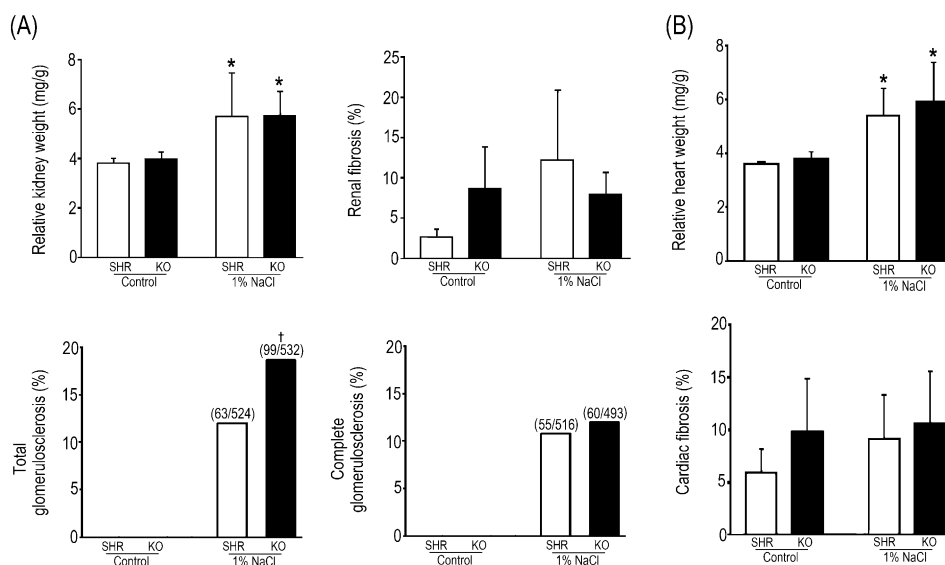 (A)
Relative kidney weight (mg/g)
8
6
4
2
0
*
*
SHR KO SHR KO
Control 1% NaCl
Renal fibrosis (%)
25
20
15
10
5
0
SHR KO SHR KO
Control 1% NaCl
(B)
Relative heart weight (mg/g)
8
6
4
2
0
*
*
SHR KO SHR KO
Control 1% NaCl
Total
glomerulosclerosis (%)
20
15
10
5
0
(63/524)
†
(99/532)
SHR KO SHR KO
Control 1% NaCl
Complete
glomerulosclerosis (%)
20
15
10
5
0
(55/516)
(60/493)
SHR KO SHR KO
Control 1% NaCl
Cardiac fibrosis (%)
20
15
10
5
0
SHR KO SHR KO
Control 1% NaCl